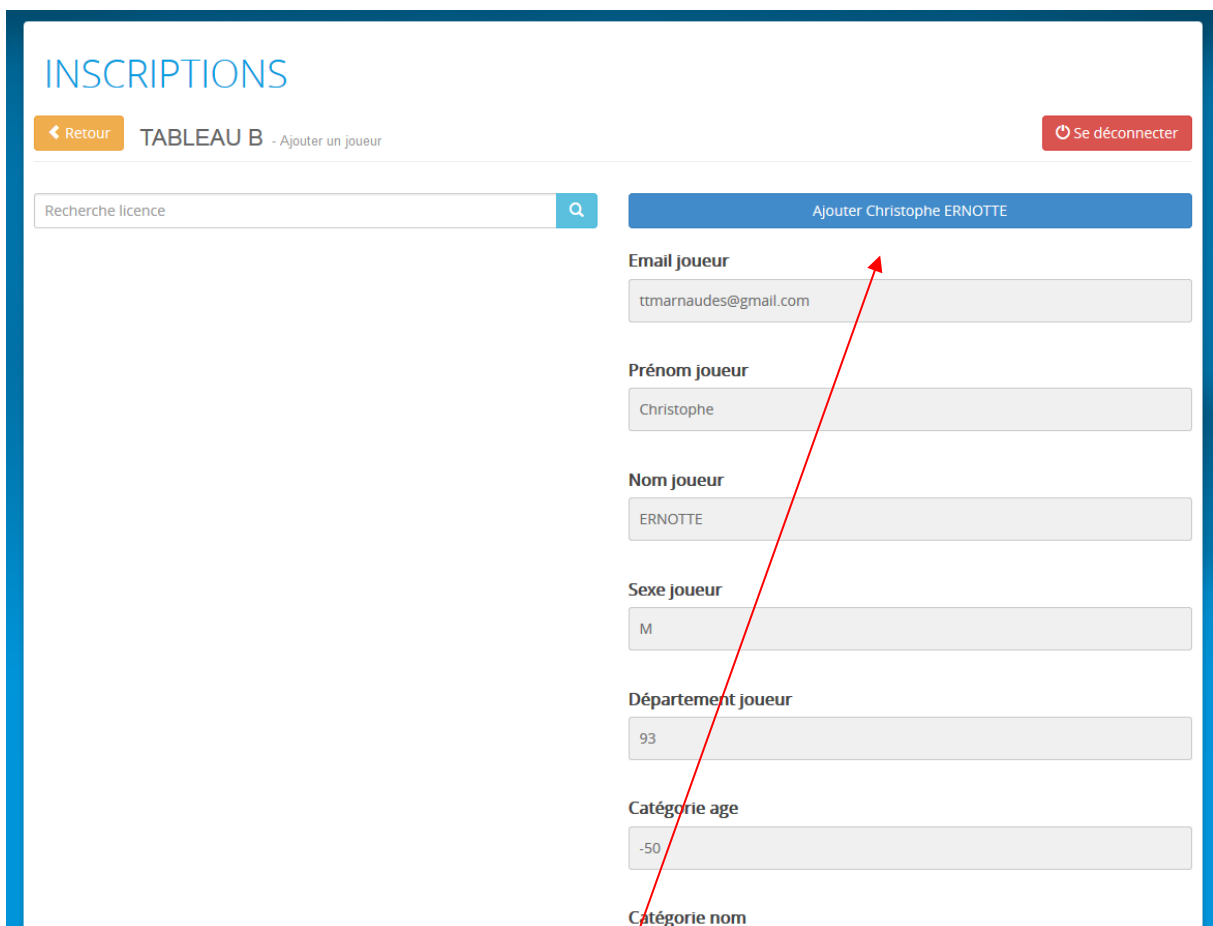 INSCRIPTIONS
Retour TABLEAU B - Ajouter un joueur Se déconnecter
Recherche licence Ajouter Christophe ERNOTTE
Email joueur
ttmarnaudes@gmail.com
Prénom joueur
Christophe
Nom joueur
ERNOTTE
Sexe joueur
M
Département joueur
93
Catégorie age
-50
Catégorie nom